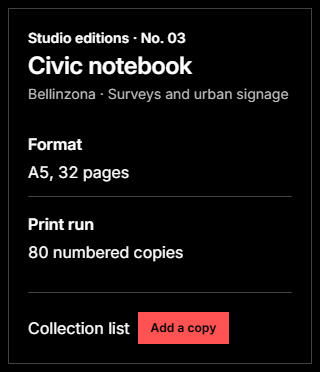 Studio editions · No. 03
Civic notebook
Bellinzona · Surveys and urban signage
Format
A5, 32 pages
Print run
80 numbered copies
Collection list
Add a copy